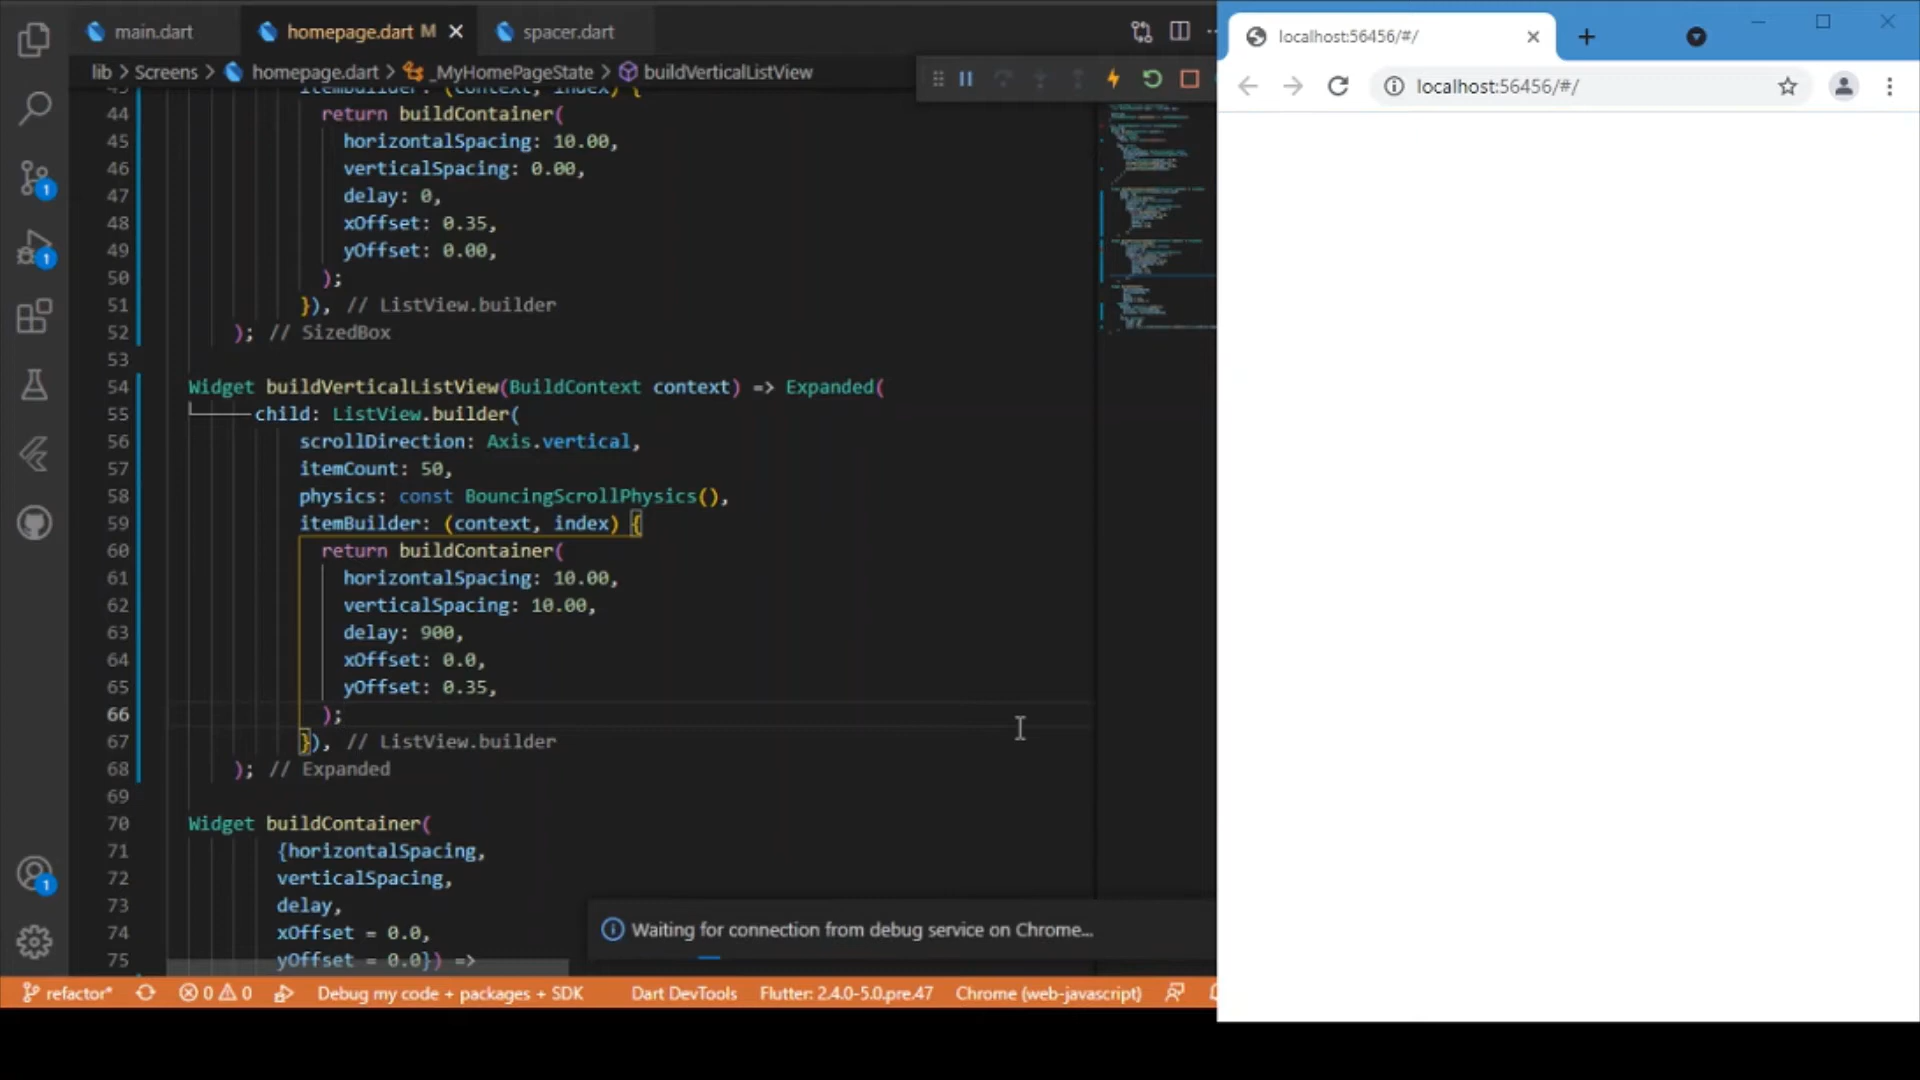 main.dart
homepage.dart M
spacer.dart
lib > Screens > homepage.dart > _MyHomePageState > buildVerticalListView
itemBuilder: (context, index) {
44 return buildContainer(
45 horizontalSpacing: 10.00,
46 verticalSpacing: 0.00,
47 delay: 0,
48 xOffset: 0.35,
49 yOffset: 0.00,
50 );
51 }), // ListView.builder
52 ); // SizedBox
53
54 Widget buildVerticalListView(BuildContext context) => Expanded(
55 child: ListView.builder(
56 scrollDirection: Axis.vertical,
57 itemCount: 50,
58 physics: const BouncingScrollPhysics(),
59 itemBuilder: (context, index) {
60 return buildContainer(
61 horizontalSpacing: 10.00,
62 verticalSpacing: 10.00,
63 delay: 900,
64 xOffset: 0.0,
65 yOffset: 0.35,
66 );
67 }), // ListView.builder
68 ); // Expanded
69
70 Widget buildContainer(
71 {horizontalSpacing,
72 verticalSpacing,
73 delay,
74 xOffset = 0.0,
75 yOffset = 0.0}) =>
Waiting for connection from debug service on Chrome...
1
1
1
refactor* 0 0 Debug my code + packages + SDK Dart DevTools Flutter: 2.4.0-5.0.pre.47 Chrome (web-javascript)
localhost:56456/#/
localhost:56456/#/